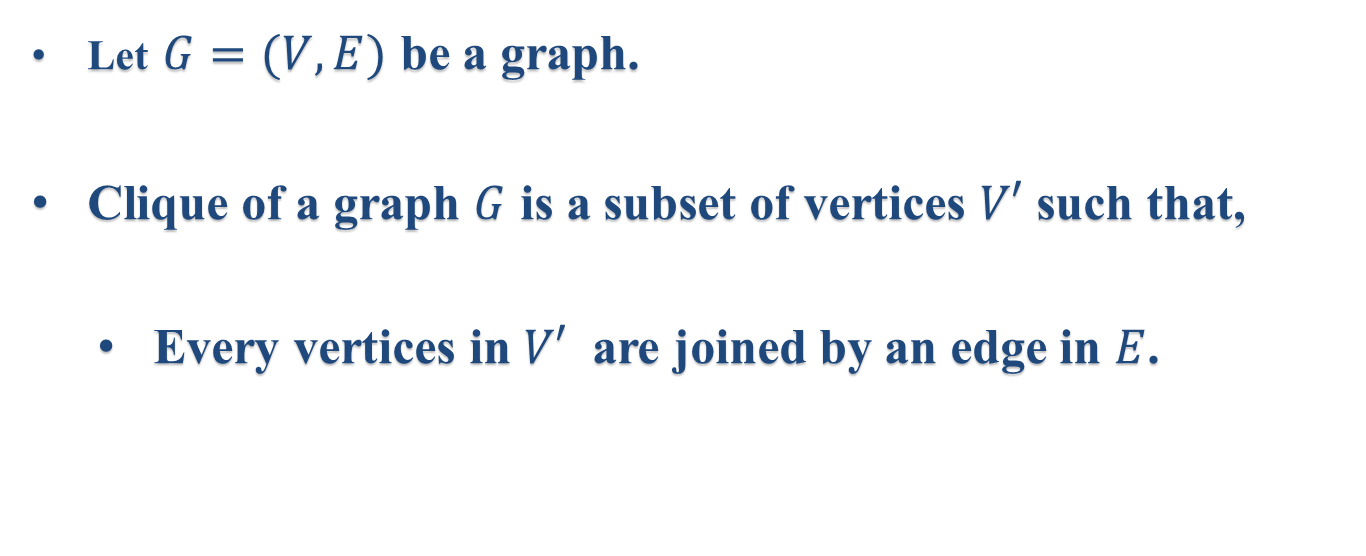 • Let G = (V, E) be a graph.
• Clique of a graph G is a subset of vertices V′ such that,
• Every vertices in V′ are joined by an edge in E.